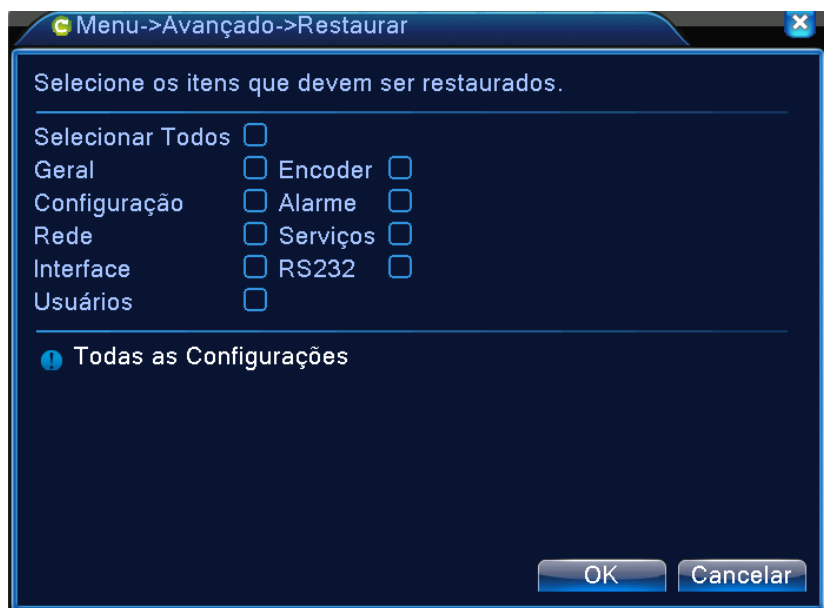 Menu->Avançado->Restaurar
Selecione os itens que devem ser restaurados.
Selecionar Todos
Geral Encoder
Configuração Alarme
Rede Serviços
Interface RS232
Usuários
Todas as Configurações
OK Cancelar